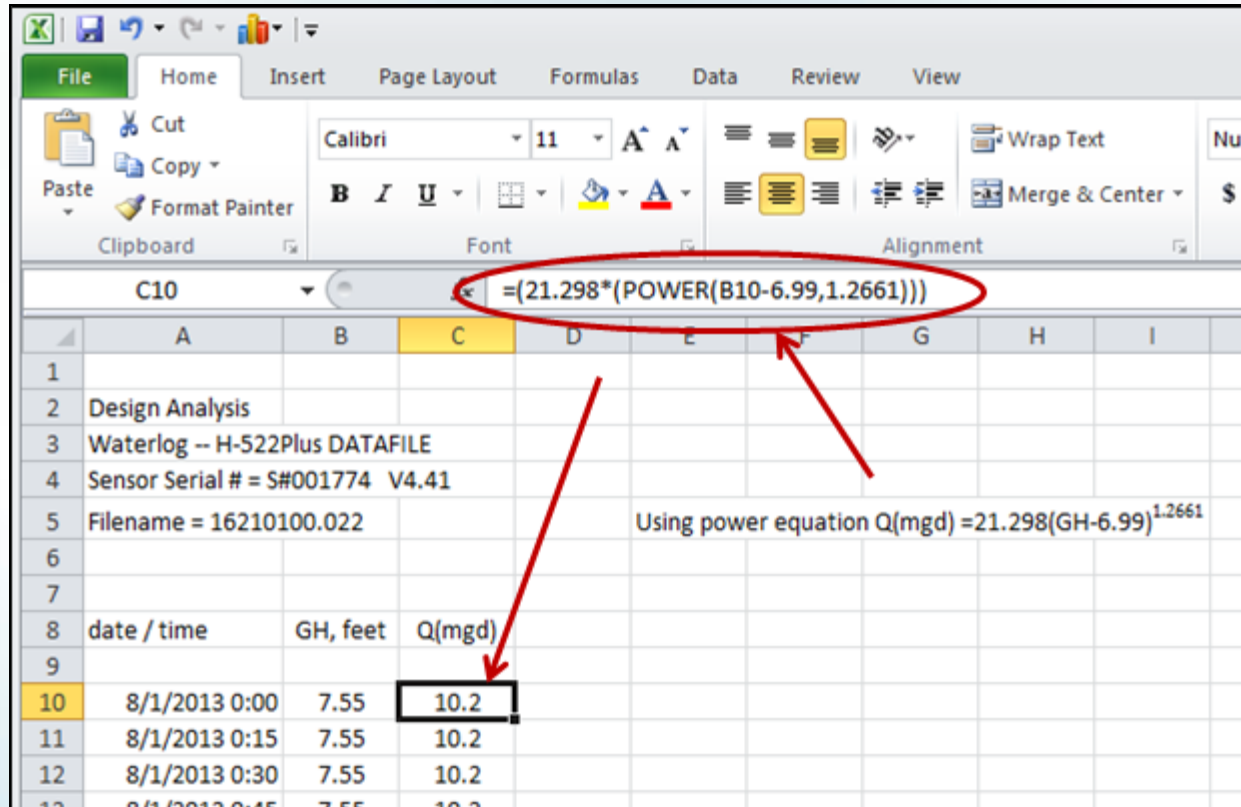 File Home Insert Page Layout Formulas Data Review View
Cut
Copy
Paste
Format Painter
Calibri 11 A A
B I U A
Wrap Text
Merge & Center
Nu
$
Clipboard Font Alignment
C10 =(21.298*(POWER(B10-6.99,1.2661)))
A B C D E F G H I
1
2 Design Analysis
3 Waterlog -- H-522Plus DATAFILE
4 Sensor Serial # = S#001774 V4.41
5 Filename = 16210100.022 Using power equation Q(mgd) =21.298(GH-6.99)^1.2661
6
7
8 date / time GH, feet Q(mgd)
9
10 8/1/2013 0:00 7.55 10.2
11 8/1/2013 0:15 7.55 10.2
12 8/1/2013 0:30 7.55 10.2